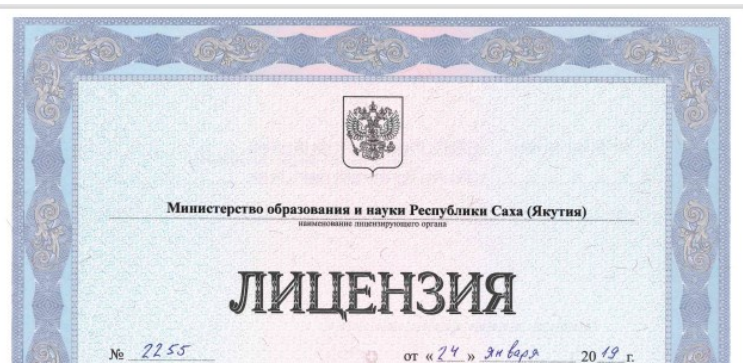 Министерство образования и науки Республики Саха (Якутия)
наименование лицензирующего органа
ЛИЦЕНЗИЯ
№ 2255 от «24» января 2019 г.